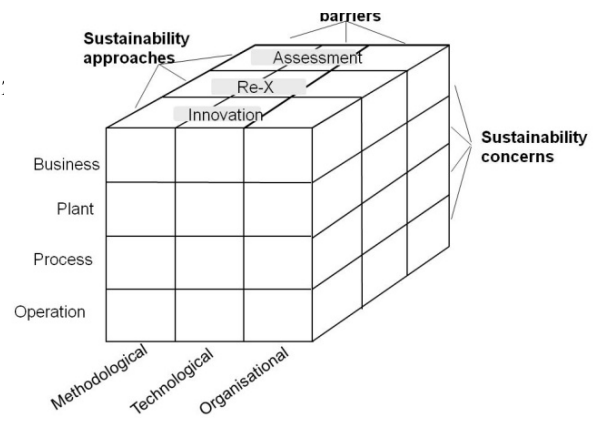 barriers
Sustainability
approaches
Assessment
Re-X
Innovation
Sustainability
concerns
Business
Plant
Process
Operation
Methodological
Technological
Organisational